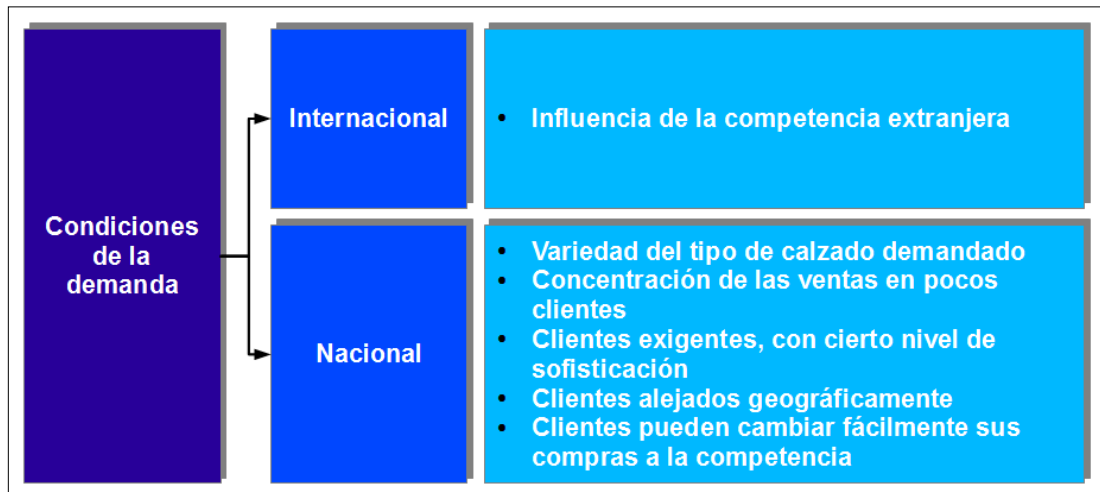 Condiciones
de la
demanda
Internacional
• Influencia de la competencia extranjera
Nacional
• Variedad del tipo de calzado demandado
• Concentración de las ventas en pocos
clientes
• Clientes exigentes, con cierto nivel de
sofisticación
• Clientes alejados geográficamente
• Clientes pueden cambiar fácilmente sus
compras a la competencia